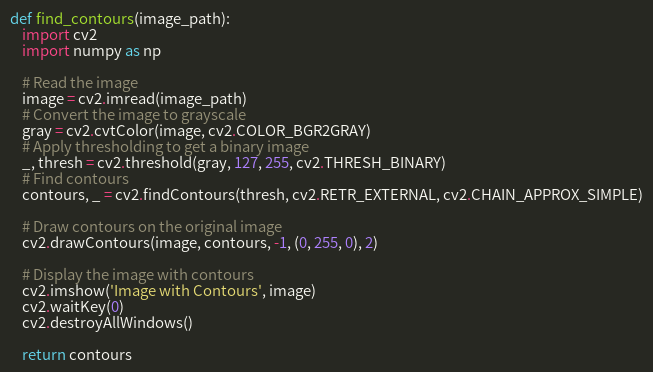 def find_contours(image_path):
    import cv2
    import numpy as np

    # Read the image
    image = cv2.imread(image_path)
    # Convert the image to grayscale
    gray = cv2.cvtColor(image, cv2.COLOR_BGR2GRAY)
    # Apply thresholding to get a binary image
    _, thresh = cv2.threshold(gray, 127, 255, cv2.THRESH_BINARY)
    # Find contours
    contours, _ = cv2.findContours(thresh, cv2.RETR_EXTERNAL, cv2.CHAIN_APPROX_SIMPLE)

    # Draw contours on the original image
    cv2.drawContours(image, contours, -1, (0, 255, 0), 2)

    # Display the image with contours
    cv2.imshow('Image with Contours', image)
    cv2.waitKey(0)
    cv2.destroyAllWindows()

    return contours